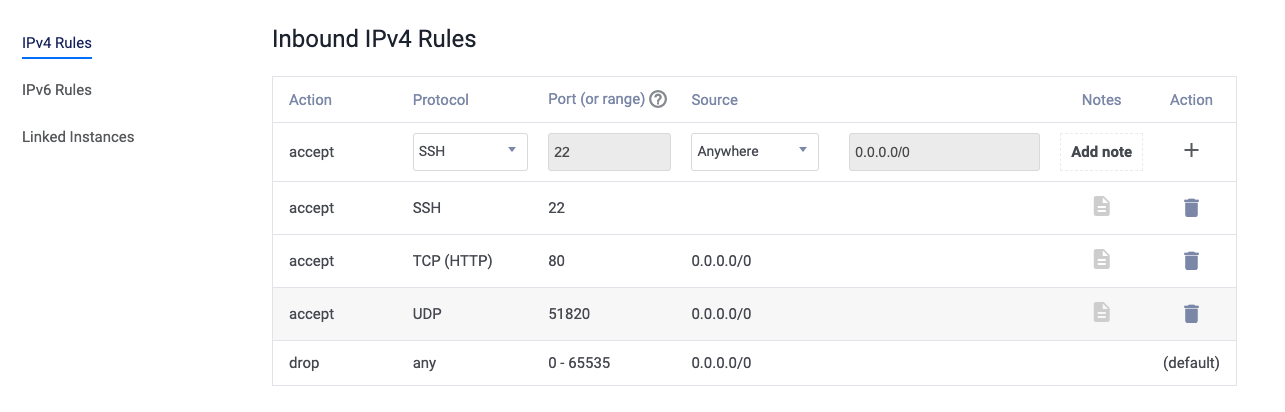 IPv4 Rules
IPv6 Rules
Linked Instances
Inbound IPv4 Rules
Action Protocol Port (or range) ? Source Notes Action
accept SSH 22 Anywhere 0.0.0.0/0 Add note +
accept SSH 22
accept TCP (HTTP) 80 0.0.0.0/0
accept UDP 51820 0.0.0.0/0
drop any 0 - 65535 0.0.0.0/0 (default)